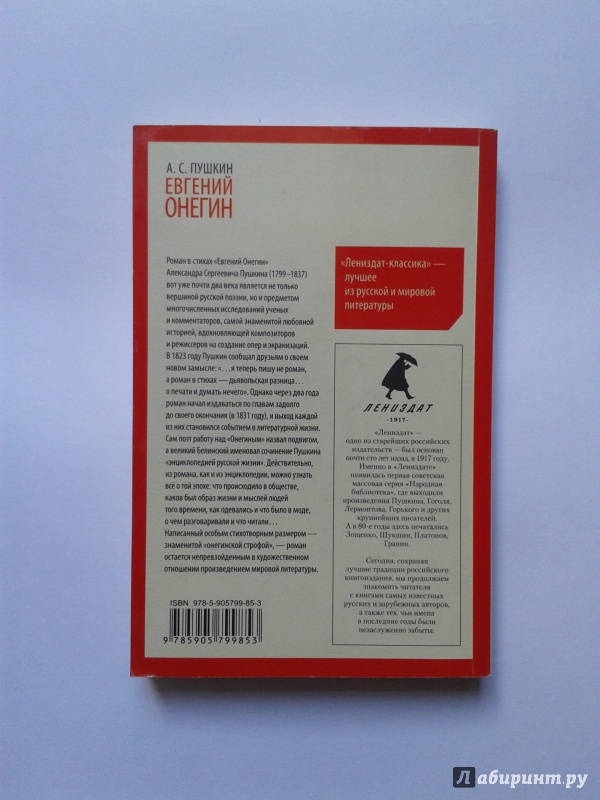 А. С. ПУШКИН
ЕВГЕНИЙ
ОНЕГИН
Роман в стихах «Евгений Онегин»
Александра Сергеевича Пушкина (1799–1837)
вот уже почти два века является не только
вершиной русской поэзии, но и предметом
многочисленных исследований ученых
и комментаторов, самой знаменитой любовной
историей, вдохновляющей композиторов
и режиссеров на создание опер и экранизаций.
В 1823 году Пушкин сообщал друзьям о своем
новом замысле: «…я теперь пишу не роман,
а роман в стихах — дьявольская разница…
о печати и думать нечего». Однако через два года
роман начал издаваться по главам задолго
до своего окончания (в 1831 году), и выход каждой
из них становился событием в литературной жизни.
Сам поэт работу над «Онегиным» назвал подвигом,
а великий Белинский именовал сочинение Пушкина
«энциклопедией русской жизни». Действительно,
из романа, как и из энциклопедии, можно узнать
всё о той эпохе: что происходило в обществе,
каков был образ жизни и мыслей людей
того времени, как одевались и что было в моде,
о чем разговаривали и что читали…
Написанный особым стихотворным размером —
знаменитой «онегинской строфой», — роман
остается непревзойденным в художественном
отношении произведением мировой литературы.
ISBN 978-5-905799-85-3
9 785905 799853
«Лениздат-классика» —
лучшее
из русской и мировой
литературы
ЛЕНИЗДАТ
·1917·
«Лениздат» —
одно из старейших российских
издательств — был основан
почти сто лет назад, в 1917 году.
Именно в «Лениздате»
появилась первая советская
массовая серия «Народная
библиотека», где выходили
произведения Пушкина, Гоголя,
Лермонтова, Горького и других
крупнейших писателей.
А в 80-е годы здесь печатались
Зощенко, Шукшин, Платонов,
Гранин.
Сегодня, сохраняя
лучшие традиции российского
книгоиздания, мы продолжаем
знакомить читателя
с книгами самых известных
русских и зарубежных авторов,
а также тех, чьи имена
в последние годы были
незаслуженно забыты.
Лабиринт.ру